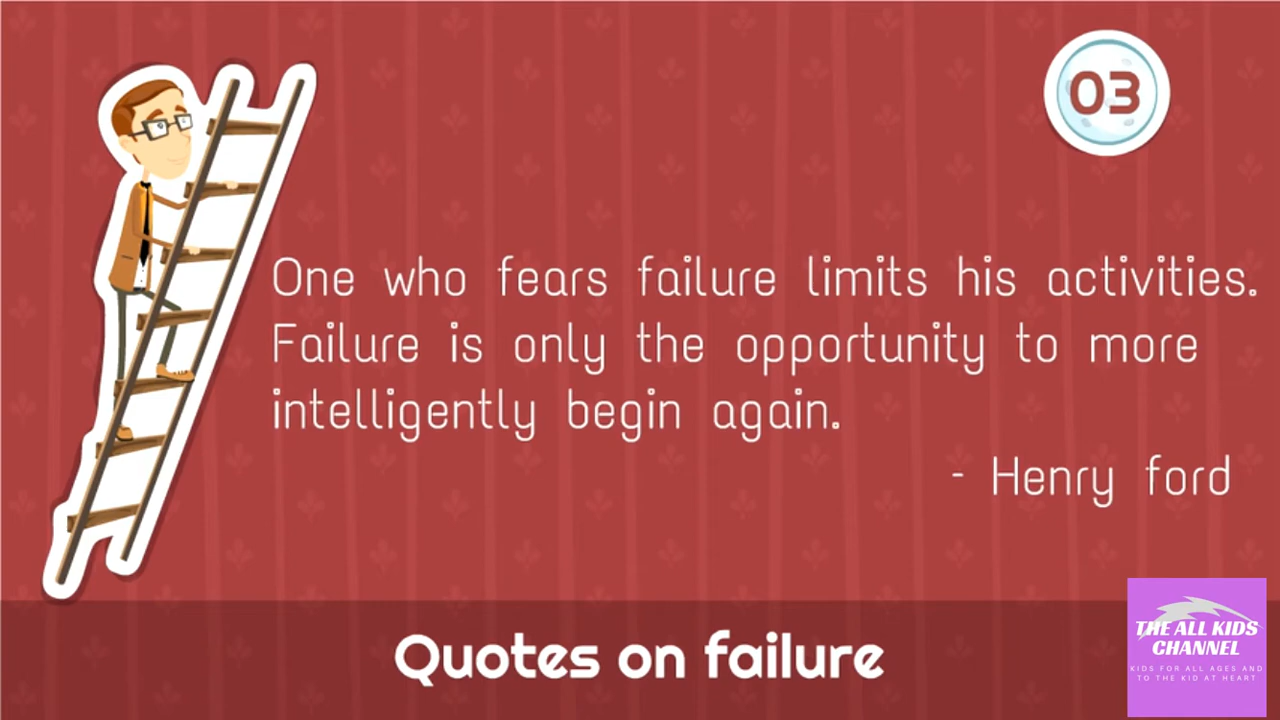 03
One who fears failure limits his activities.
Failure is only the opportunity to more
intelligently begin again.
- Henry ford
Quotes on failure
THE ALL KIDS
CHANNEL
KIDS FOR ALL AGES AND
TO THE KID AT HEART